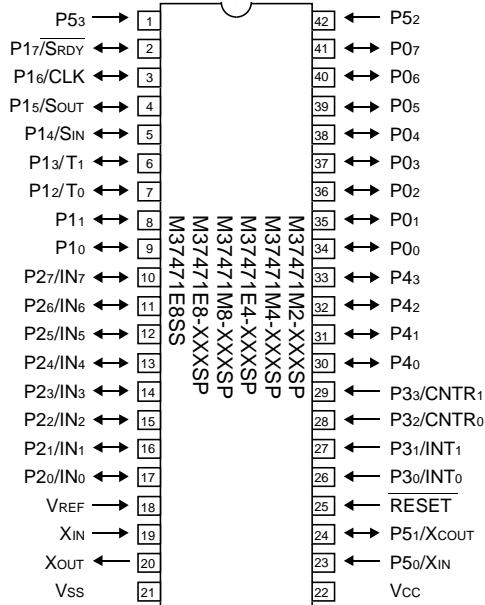 P53 1 42 P52
P17/SRDY 2 41 P07
P16/CLK 3 40 P06
P15/SOUT 4 39 P05
P14/SIN 5 38 P04
P13/T1 6 37 P03
P12/T0 7 36 P02
P11 8 35 P01
P10 9 34 P00
P27/IN7 10 33 P43
P26/IN6 11 32 P42
P25/IN5 12 31 P41
P24/IN4 13 30 P40
P23/IN3 14 29 P33/CNTR1
P22/IN2 15 28 P32/CNTR0
P21/IN1 16 27 P31/INT1
P20/IN0 17 26 P30/INT0
VREF 18 25 RESET
XIN 19 24 P51/XCOUT
XOUT 20 23 P50/XIN
VSS 21 22 VCC
M37471M2-XXXSP
M37471M4-XXXSP
M37471E4-XXXSP
M37471M8-XXXSP
M37471E8-XXXSP
M37471E8SS